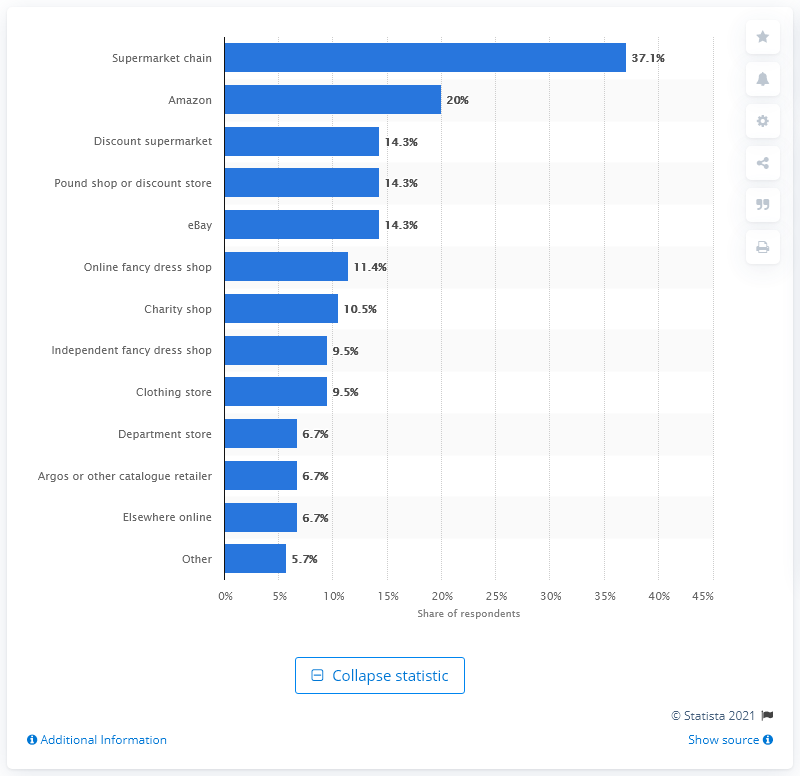 Supermarket chain 37.1%
Amazon 20%
Discount supermarket 14.3%
Pound shop or discount store 14.3%
eBay 14.3%
Online fancy dress shop 11.4%
Charity shop 10.5%
Independent fancy dress shop 9.5%
Clothing store 9.5%
Department store 6.7%
Argos or other catalogue retailer 6.7%
Elsewhere online 6.7%
Other 5.7%
0% 5% 10% 15% 20% 25% 30% 35% 40% 45%
Share of respondents
Collapse statistic
© Statista 2021
Additional Information Show source